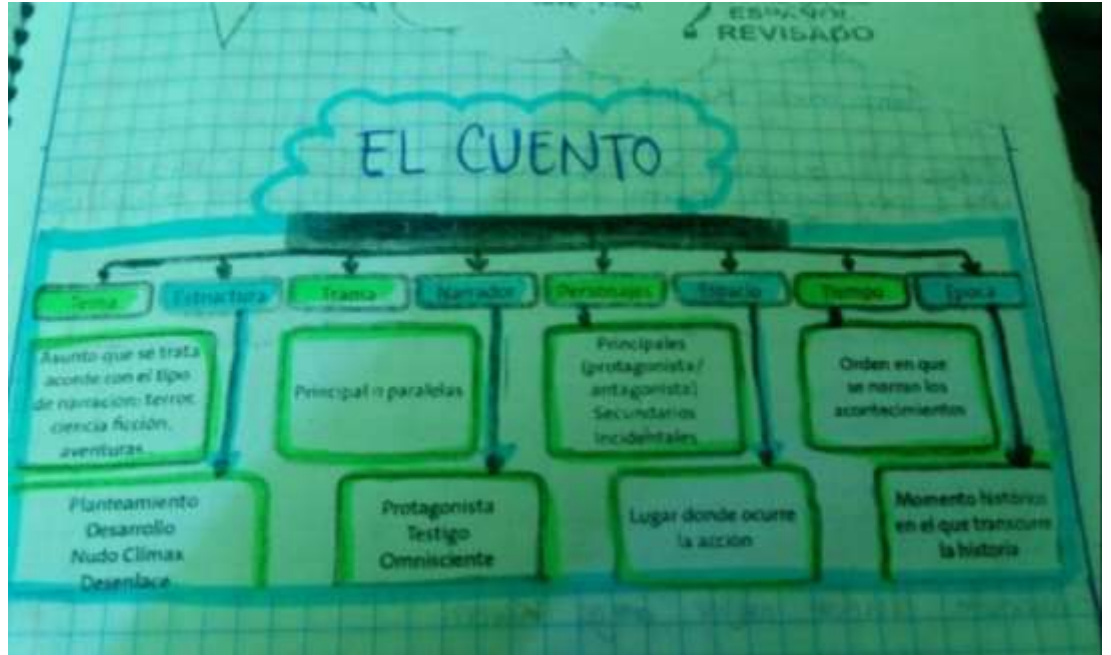 ESPAÑOL
REVISADO
EL CUENTO
Tema
Estructura
Trama
Narrador
Personajes
Espacio
Tiempo
Época
Asunto que se trata
acorde con el tipo
de narración: terror,
ciencia ficción,
aventuras...
Principal o paralelas
Principales
(protagonista/
antagonista)
Secundarios
Incidentales
Orden en que
se narran los
acontecimientos
Planteamiento
Desarrollo
Nudo Clímax
Desenlace
Protagonista
Testigo
Omnisciente
Lugar donde ocurre
la acción
Momento histórico
en el que transcurre
la historia